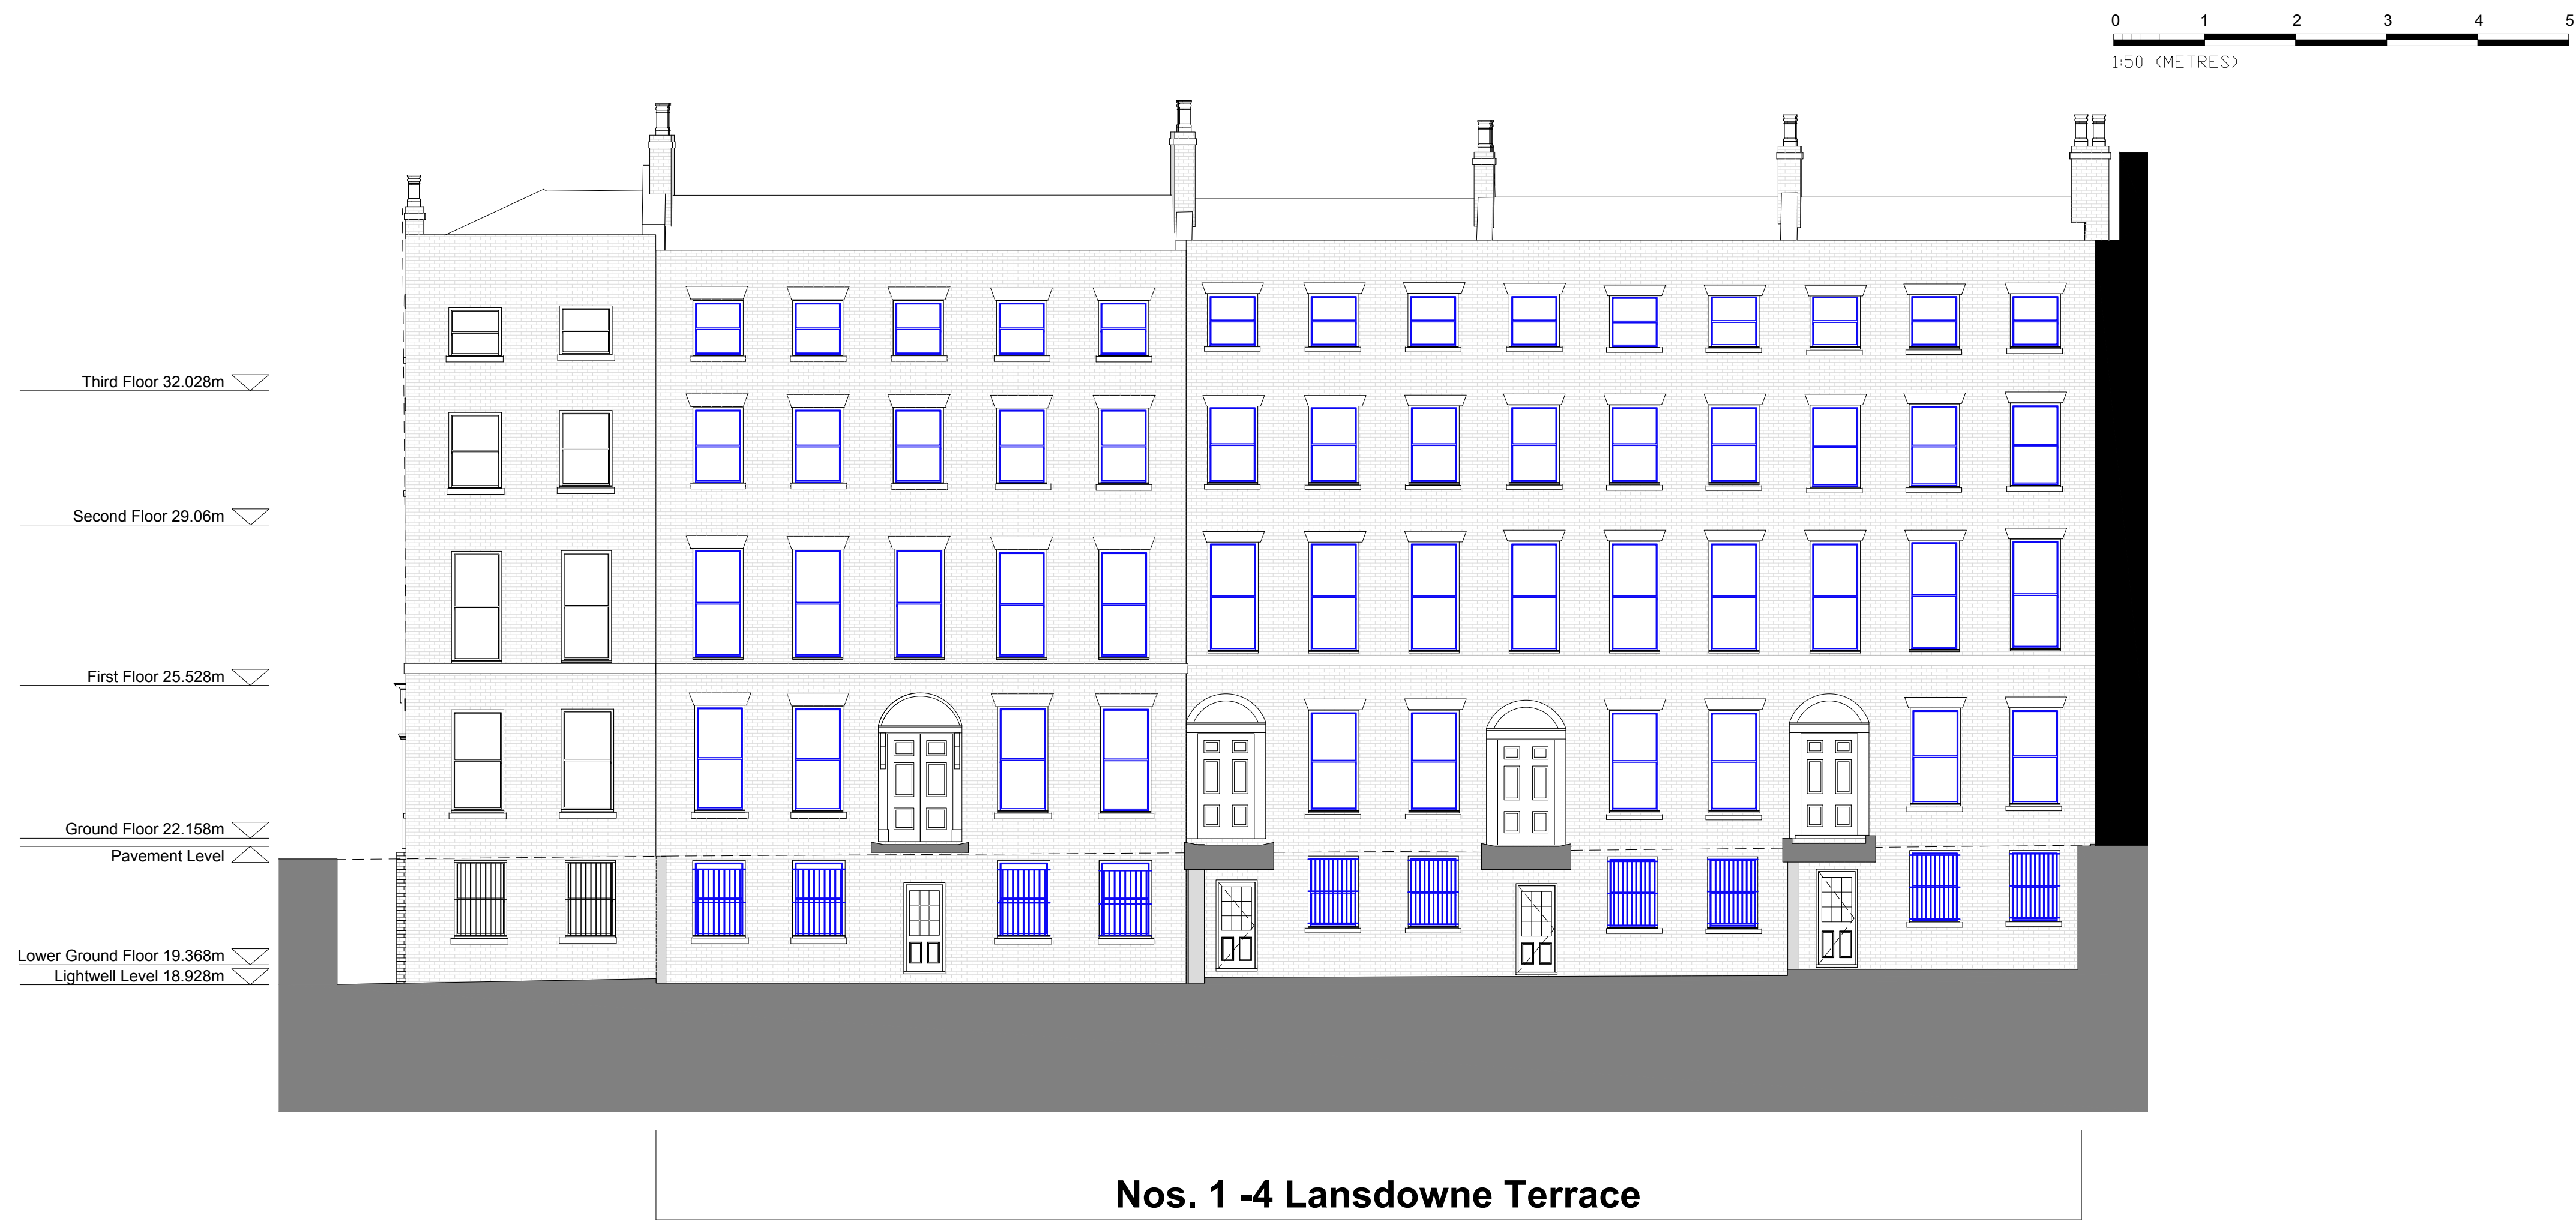 0 1 2 3 4 5
1:50 (METRES)
Third Floor 32.028m
Second Floor 29.06m
First Floor 25.528m
Ground Floor 22.158m
Pavement Level
Lower Ground Floor 19.368m
Lightwell Level 18.928m
Nos. 1 -4 Lansdowne Terrace